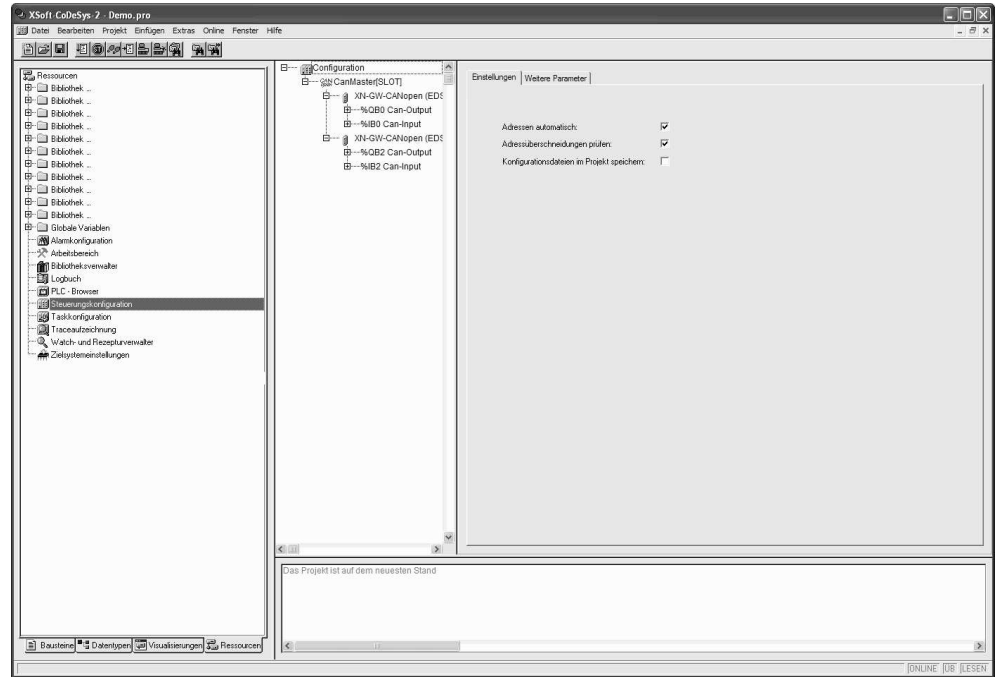 XSoft-CoDeSys-2 - Demo.pro
Datei Bearbeiten Projekt Einfügen Extras Online Fenster Hilfe
Ressourcen
Bibliothek ...
Bibliothek ...
Bibliothek ...
Bibliothek ...
Bibliothek ...
Bibliothek ...
Bibliothek ...
Bibliothek ...
Bibliothek ...
Bibliothek ...
Bibliothek ...
Globale Variablen
Alarmkonfiguration
Arbeitsbereich
Bibliotheksverwalter
Logbuch
PLC - Browser
Steuerungskonfiguration
Taskkonfiguration
Traceaufzeichnung
Watch- und Rezepturverwalter
Zielsystemeinstellungen
Bausteine Datentypen Visualisierungen Ressourcen
Configuration
CanMaster[SLOT]
XN-GW-CANopen (EDS
%QB0 Can-Output
%IB0 Can-Input
XN-GW-CANopen (EDS
%QB2 Can-Output
%IB2 Can-Input
Einstellungen Weitere Parameter
Adressen automatisch:
Adressüberschneidungen prüfen:
Konfigurationsdateien im Projekt speichern:
Das Projekt ist auf dem neuesten Stand
ONLINE ÜB LESEN